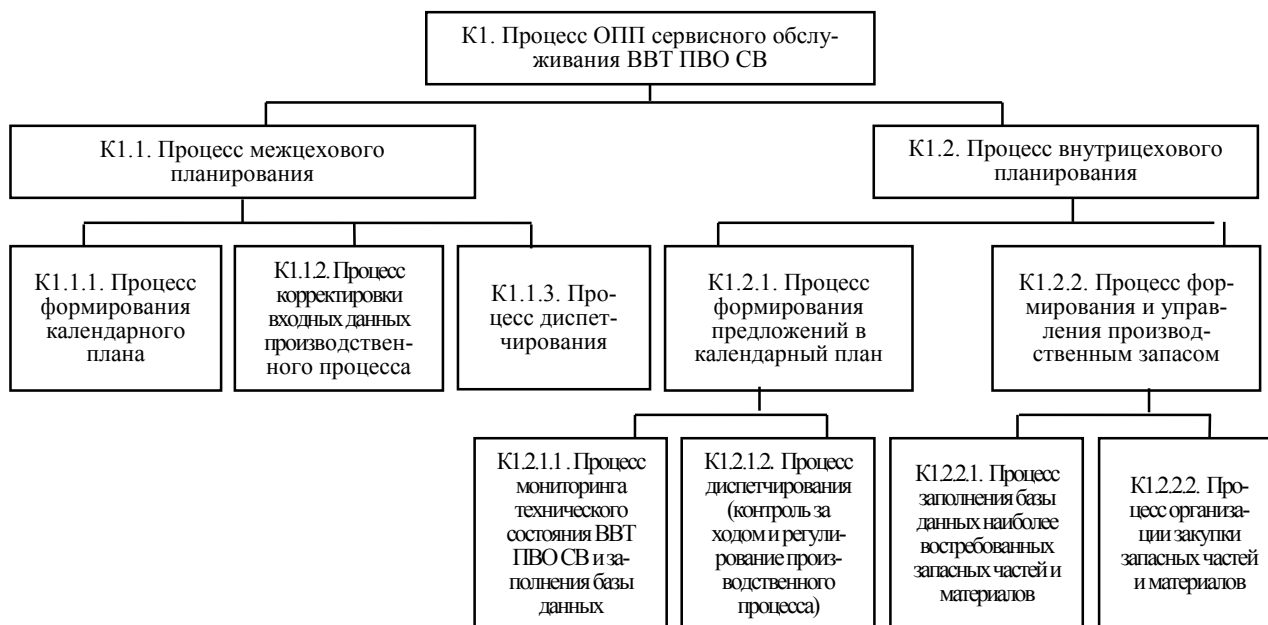 К1. Процесс ОПП сервисного обслу-
живания ВВТ ПВО СВ
К1.1. Процесс межцехового
планирования
К1.2. Процесс внутрицехового
планирования
К1.1.1. Процесс
формирования
календарного
плана
К1.1.2. Процесс
корректировки
входных данных
производствен-
ного процесса
К1.1.3. Про-
цесс диспет-
чирования
К1.2.1. Процесс
формирования
предложений в
календарный план
К1.2.2. Процесс фор-
мирования и управ-
ления производ-
ственным запасом
К1.2.1.1 . Процесс
мониторинга
технического
состояния ВВТ
ПВО СВ и за-
полнения базы
данных
К1.2.1.2. Процесс
диспетчирования
(контроль за
ходом и регули-
рование произ-
водственного
процесса)
К1.2.2.1. Процесс
заполнения базы
данных наиболее
востребованных
запасных частей и
материалов
К1.2.2.2. Про-
цесс организа-
ции закупки
запасных частей
и материалов